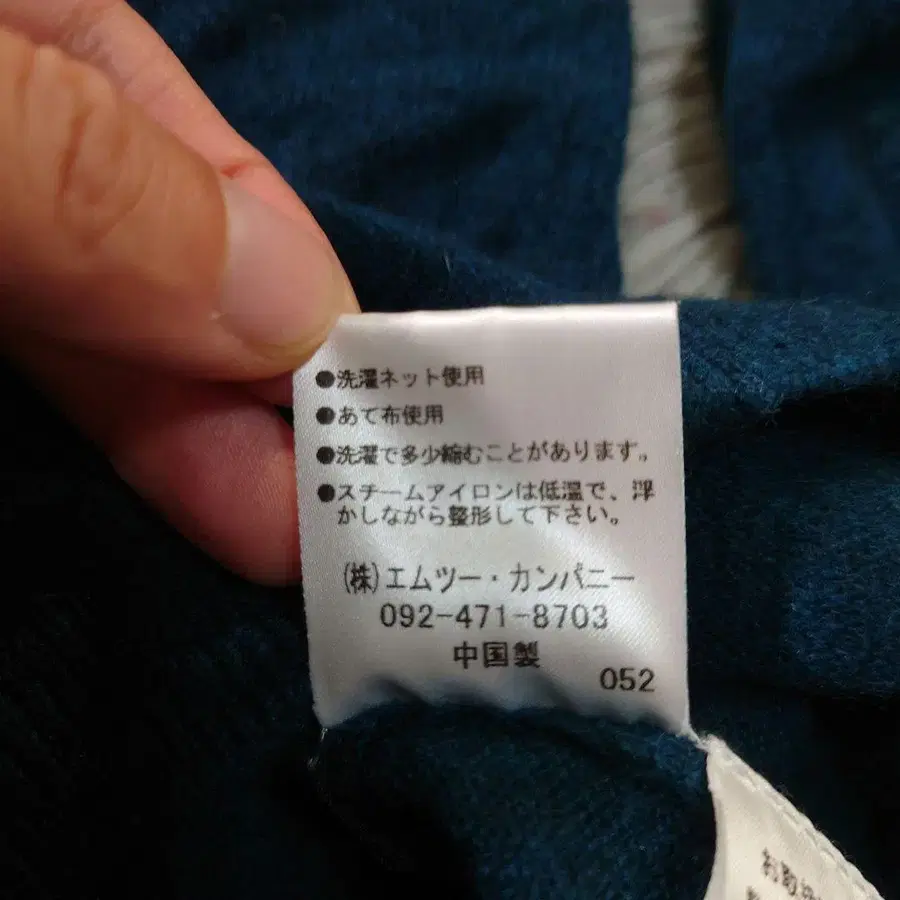 ●洗濯ネット使用
●あて布使用
●洗濯で多少縮むことがあります。
●スチームアイロンは低温で、浮
かしながら整形して下さい。
(株)エムツー・カンパニー
092-471-8703
中国製
052
お取